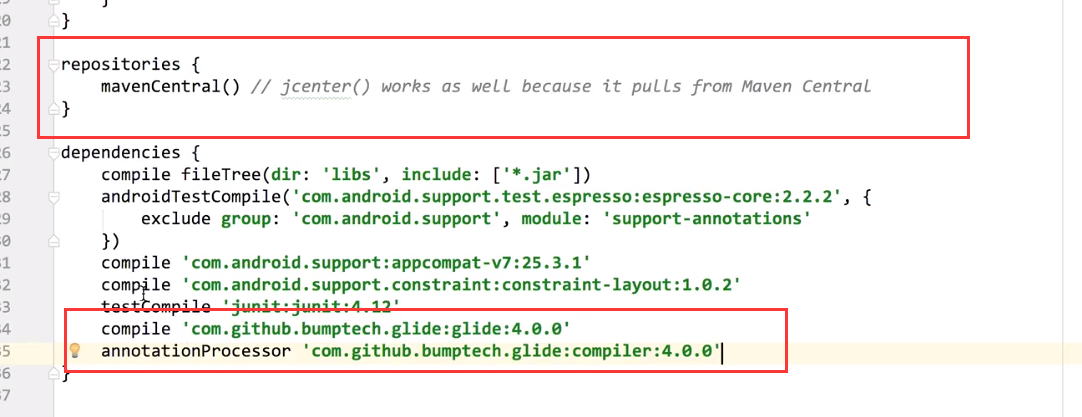 20 }
21
22 repositories {
23 mavenCentral() // jcenter() works as well because it pulls from Maven Central
24 }
25
26 dependencies {
27 compile fileTree(dir: 'libs', include: ['*.jar'])
28 androidTestCompile('com.android.support.test.espresso:espresso-core:2.2.2', {
29 exclude group: 'com.android.support', module: 'support-annotations'
30 })
31 compile 'com.android.support:appcompat-v7:25.3.1'
32 compile 'com.android.support.constraint:constraint-layout:1.0.2'
33 testCompile 'junit:junit:4.12'
34 compile 'com.github.bumptech.glide:glide:4.0.0'
35 annotationProcessor 'com.github.bumptech.glide:compiler:4.0.0'
36 }
37